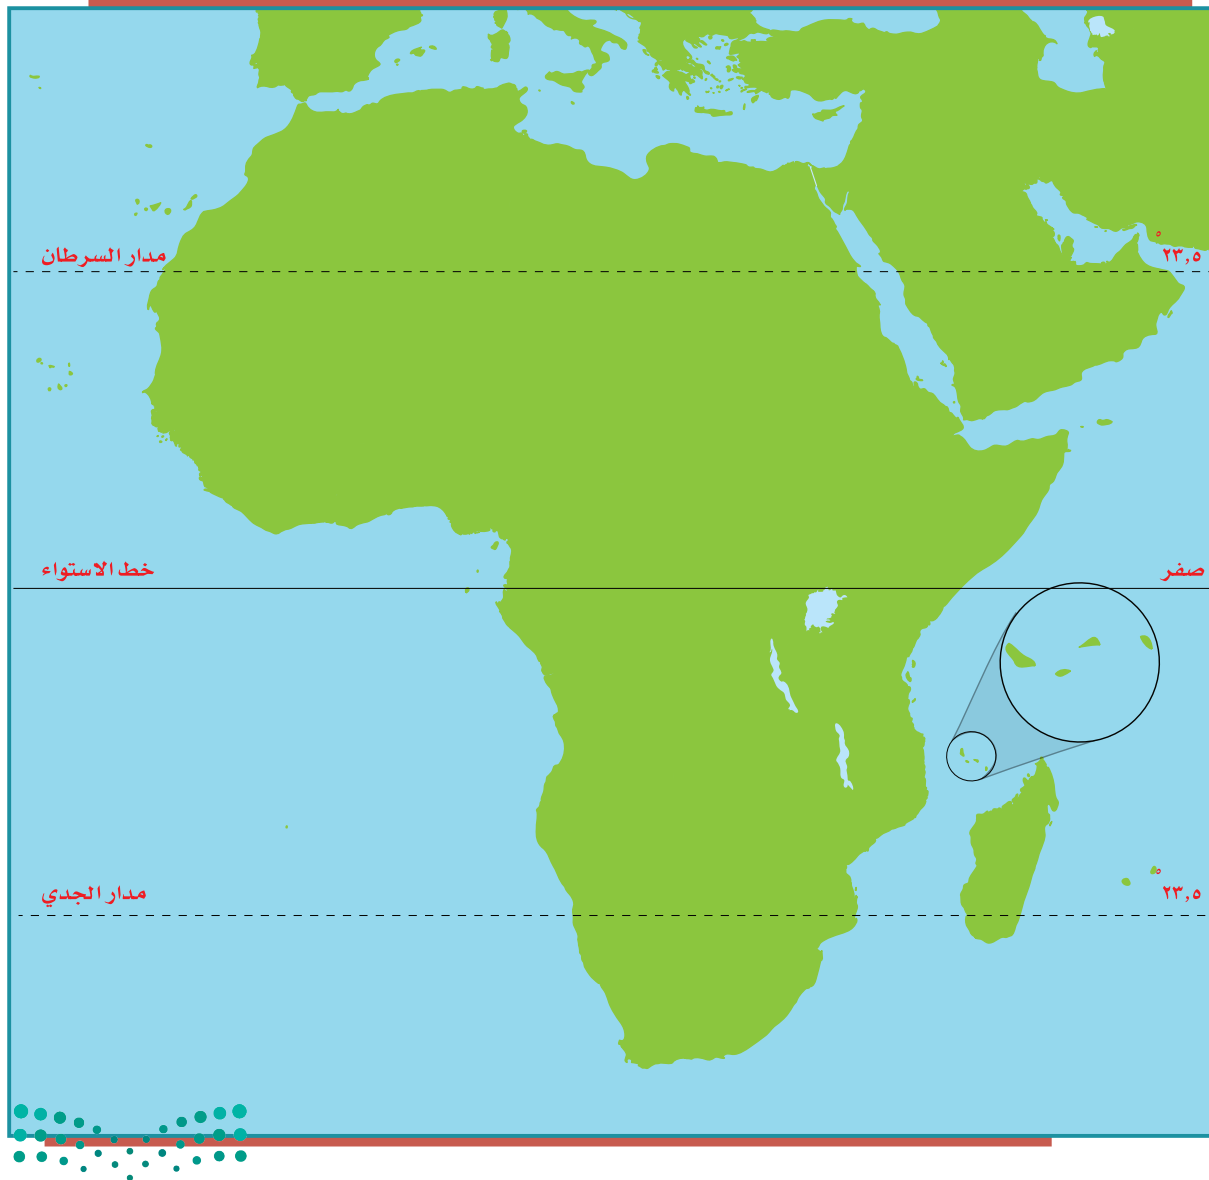 مدار السرطان ٢٣,٥°
خط الاستواء صفر
مدار الجدي ٢٣,٥°